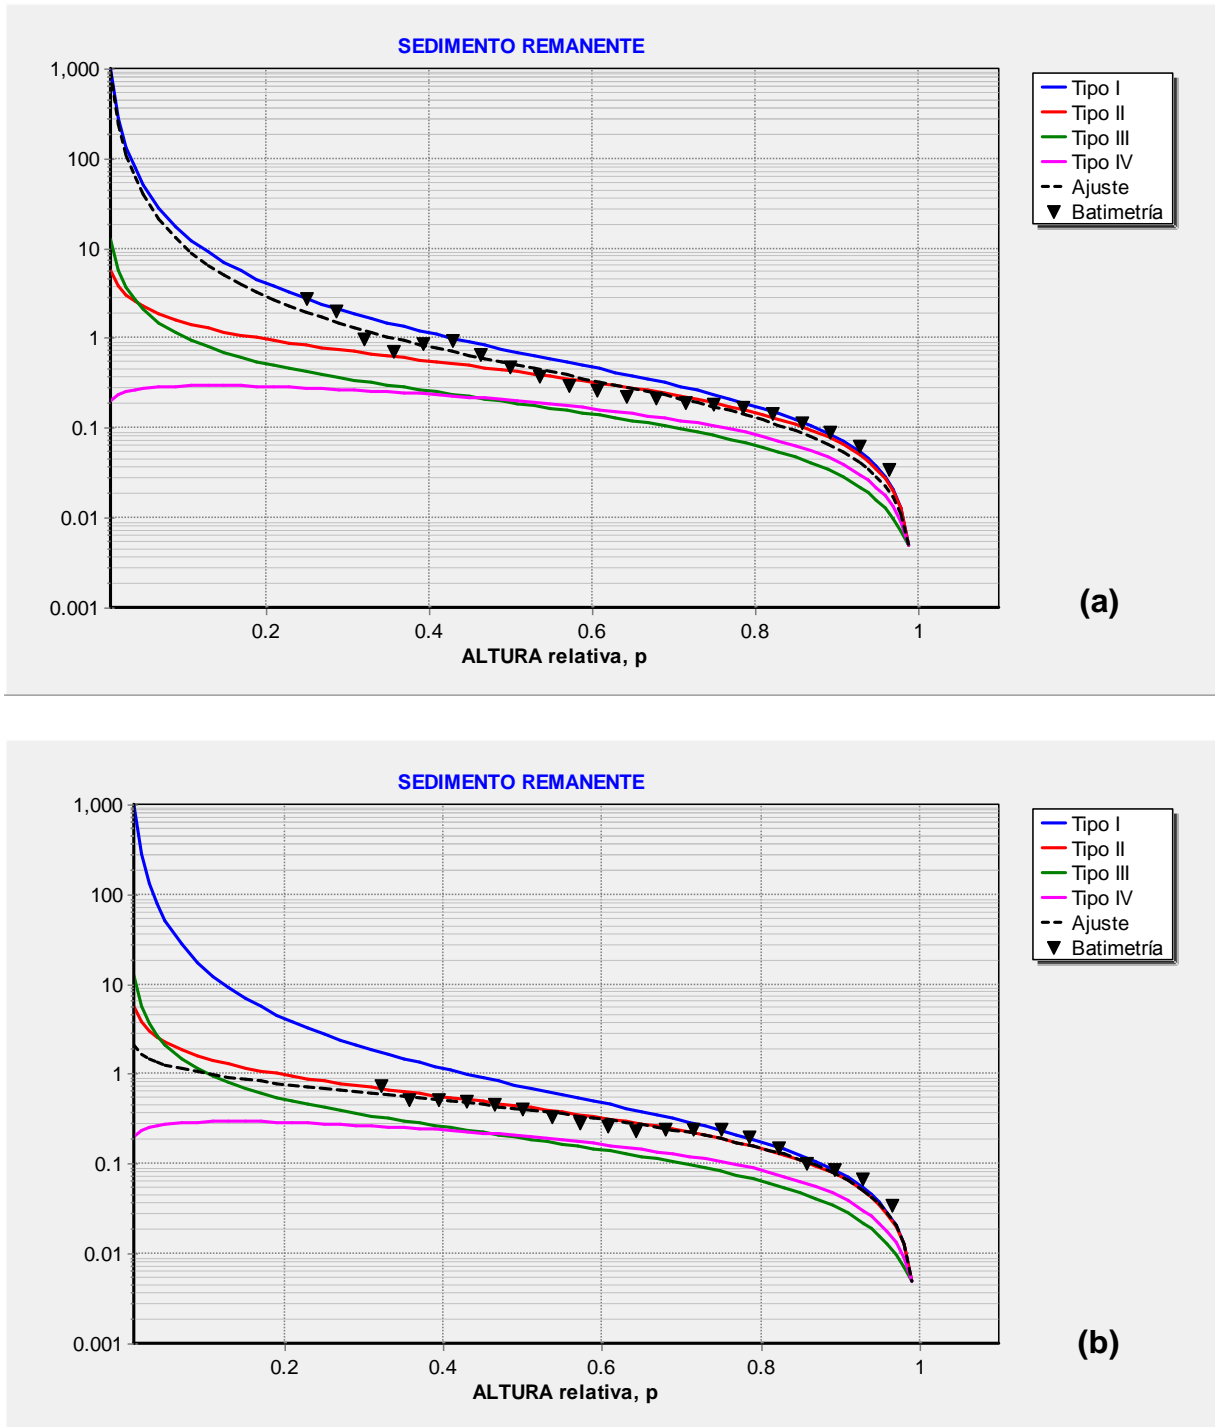 SEDIMENTO REMANENTE
1,000
100
10
1
0.1
0.01
0.001
0.2 0.4 0.6 0.8 1
ALTURA relativa, p
Tipo I
Tipo II
Tipo III
Tipo IV
Ajuste
Batimetría
(a)
SEDIMENTO REMANENTE
1,000
100
10
1
0.1
0.01
0.001
0.2 0.4 0.6 0.8 1
ALTURA relativa, p
Tipo I
Tipo II
Tipo III
Tipo IV
Ajuste
Batimetría
(b)